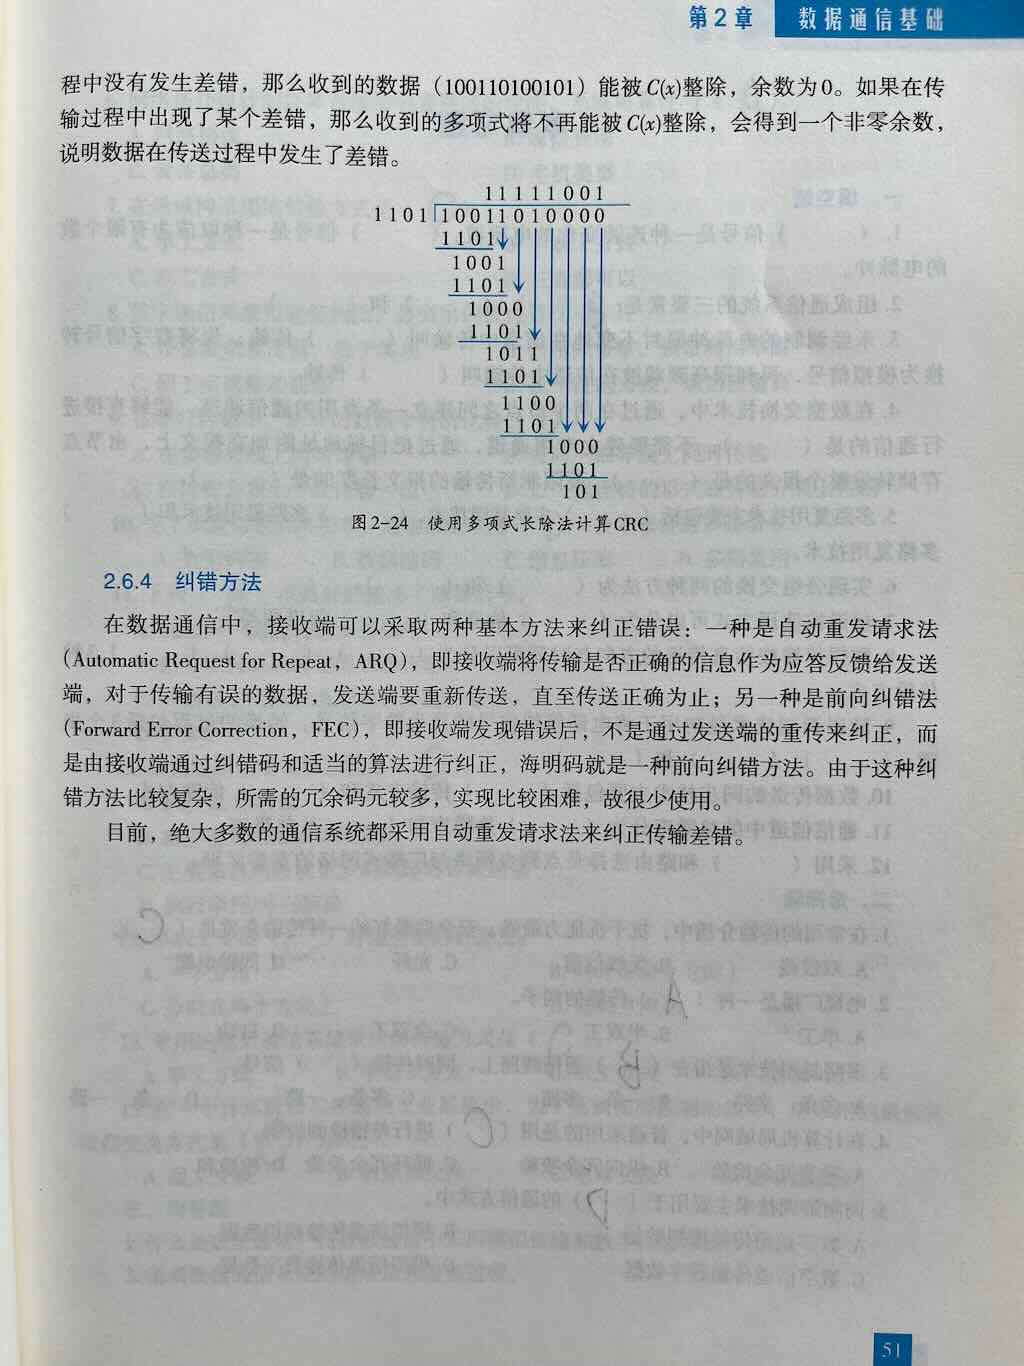 第2章 数据通信基础
程中没有发生差错，那么收到的数据（100110100101）能被C(x)整除，余数为0。如果在传
输过程中出现了某个差错，那么收到的多项式将不再能被C(x)整除，会得到一个非零余数，
说明数据在传送过程中发生了差错。
11111001
1101 10011010000
1101
1001
1101
1000
1101
1011
1101
1100
1101
1000
1101
101
图2-24 使用多项式长除法计算CRC
2.6.4 纠错方法
在数据通信中，接收端可以采取两种基本方法来纠正错误：一种是自动重发请求法
（Automatic Request for Repeat，ARQ），即接收端将传输是否正确的信息作为应答反馈给发送
端，对于传输有误的数据，发送端要重新传送，直至传送正确为止；另一种是前向纠错法
（Forward Error Correction，FEC），即接收端发现错误后，不是通过发送端的重传来纠正，而
是由接收端通过纠错码和适当的算法进行纠正，海明码就是一种前向纠错方法。由于这种纠
错方法比较复杂，所需的冗余码元较多，实现比较困难，故很少使用。
目前，绝大多数的通信系统都采用自动重发请求法来纠正传输差错。
51